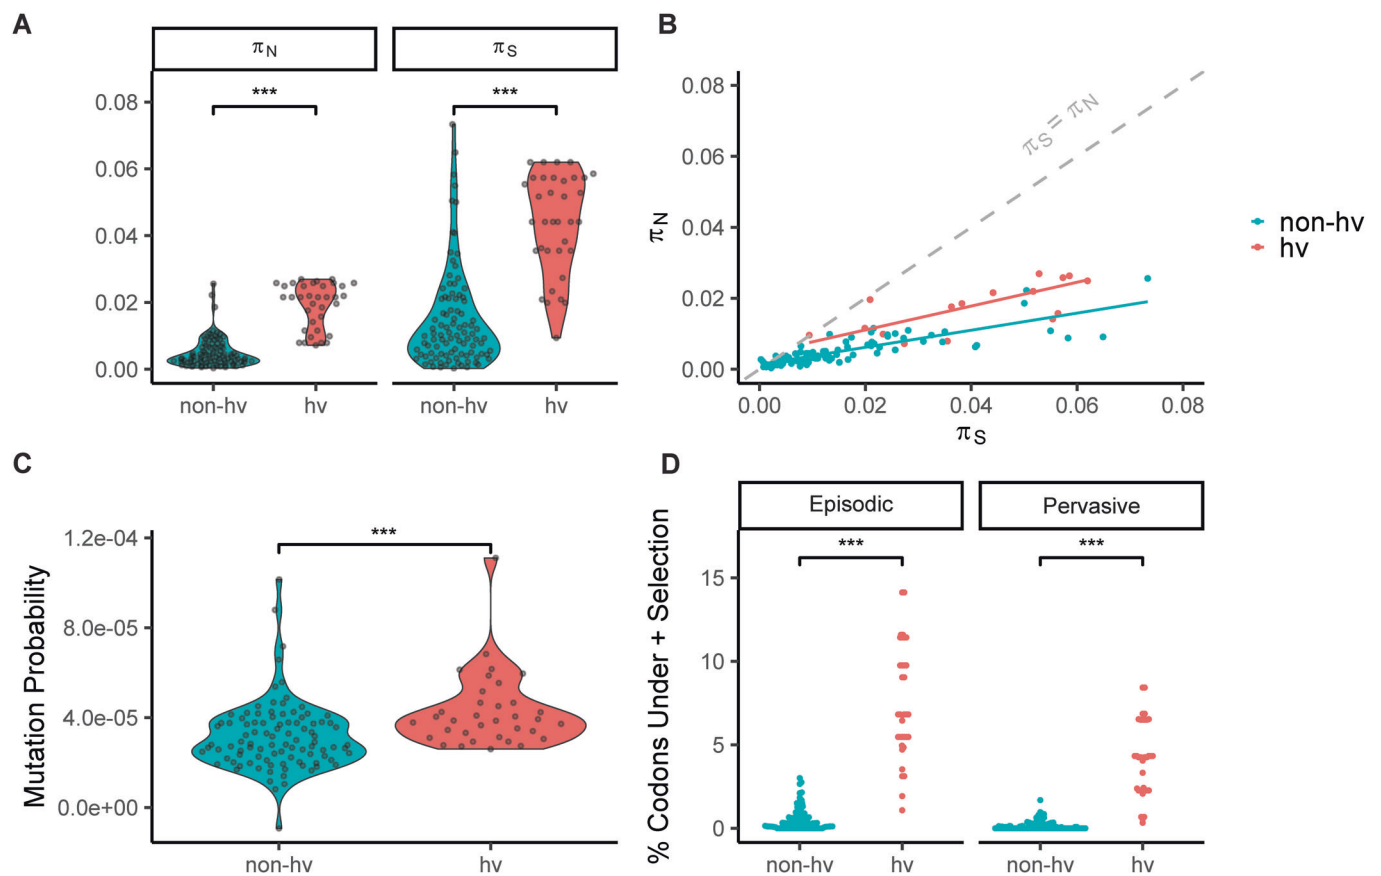 A
πN
πS
***
***
0.08
0.06
0.04
0.02
0.00
non-hv
hv
non-hv
hv
B
πN
0.08
0.06
0.04
0.02
0.00
πS = πN
0.00
0.02
0.04
0.06
0.08
πS
non-hv
hv
C
Mutation Probability
1.2e-04
8.0e-05
4.0e-05
0.0e+00
***
non-hv
hv
D
% Codons Under + Selection
Episodic
Pervasive
***
***
15
10
5
0
non-hv
hv
non-hv
hv